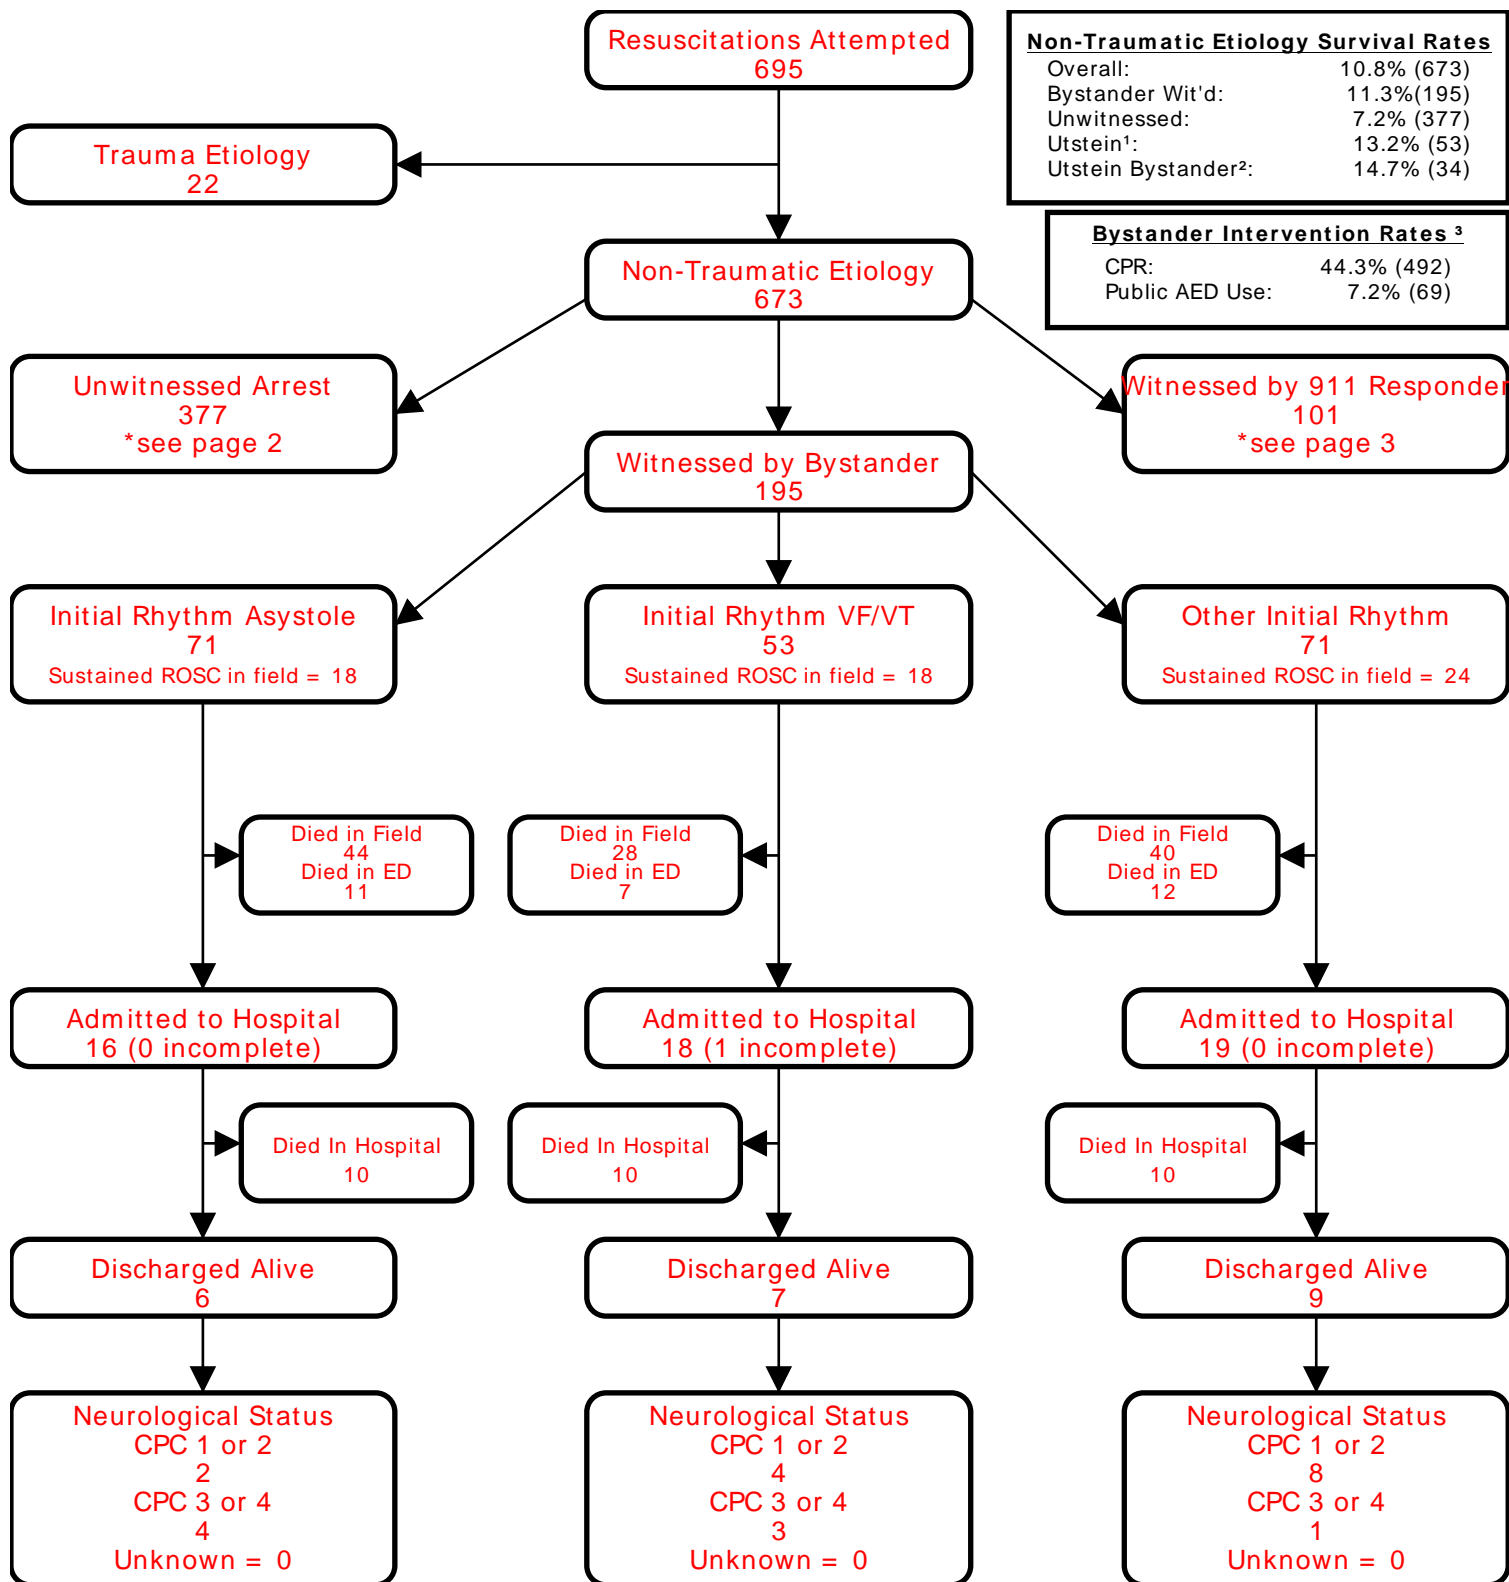 Resuscitations Attempted
695
Non-Traumatic Etiology Survival Rates
Overall: 10.8% (673)
Bystander Wit'd: 11.3%(195)
Unwitnessed: 7.2% (377)
Utstein¹: 13.2% (53)
Utstein Bystander²: 14.7% (34)
Trauma Etiology
22
Bystander Intervention Rates ³
CPR: 44.3% (492)
Public AED Use: 7.2% (69)
Non-Traumatic Etiology
673
Unwitnessed Arrest
377
*see page 2
Witnessed by Bystander
195
Witnessed by 911 Responder
101
*see page 3
Initial Rhythm Asystole
71
Sustained ROSC in field = 18
Initial Rhythm VF/VT
53
Sustained ROSC in field = 18
Other Initial Rhythm
71
Sustained ROSC in field = 24
Died in Field
44
Died in ED
11
Died in Field
28
Died in ED
7
Died in Field
40
Died in ED
12
Admitted to Hospital
16 (0 incomplete)
Admitted to Hospital
18 (1 incomplete)
Admitted to Hospital
19 (0 incomplete)
Died In Hospital
10
Died In Hospital
10
Died In Hospital
10
Discharged Alive
6
Discharged Alive
7
Discharged Alive
9
Neurological Status
CPC 1 or 2
2
CPC 3 or 4
4
Unknown = 0
Neurological Status
CPC 1 or 2
4
CPC 3 or 4
3
Unknown = 0
Neurological Status
CPC 1 or 2
8
CPC 3 or 4
1
Unknown = 0